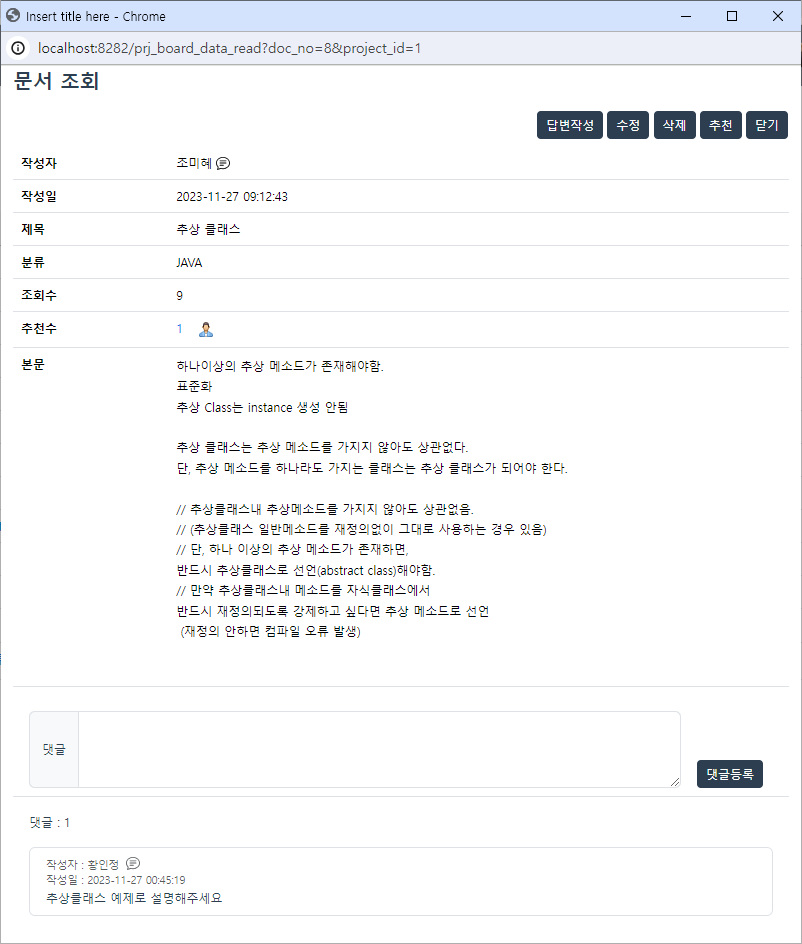 Insert title here - Chrome
localhost:8282/prj_board_data_read?doc_no=8&project_id=1
문서 조회
답변작성 수정 삭제 추천 닫기
작성자 조미혜
작성일 2023-11-27 09:12:43
제목 추상 클래스
분류 JAVA
조회수 9
추천수 1
본문 하나이상의 추상 메소드가 존재해야함.
표준화
추상 Class는 instance 생성 안됨
추상 클래스는 추상 메소드를 가지지 않아도 상관없다.
단, 추상 메소드를 하나라도 가지는 클래스는 추상 클래스가 되어야 한다.
// 추상클래스내 추상메소드를 가지지 않아도 상관없음.
// (추상클래스 일반메소드를 재정의없이 그대로 사용하는 경우 있음)
// 단, 하나 이상의 추상 메소드가 존재하면,
반드시 추상클래스로 선언(abstract class)해야함.
// 만약 추상클래스내 메소드를 자식클래스에서
반드시 재정의되도록 강제하고 싶다면 추상 메소드로 선언
(재정의 안하면 컴파일 오류 발생)
댓글
댓글등록
댓글 : 1
작성자 : 황인정
작성일 : 2023-11-27 00:45:19
추상클래스 예제로 설명해주세요